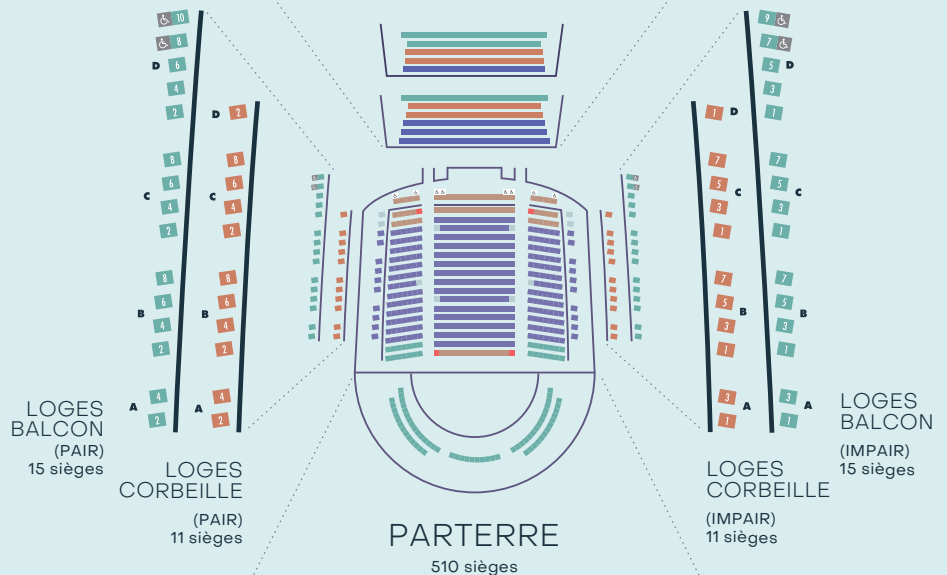 10
8
D 6
4
2
8
C 6
4
2
8
B 6
4
2
A 4
2
LOGES
BALCON
(PAIR)
15 sièges
D 2
8
C 6
4
2
8
B 6
4
2
A 4
2
LOGES
CORBEILLE
(PAIR)
11 sièges
PARTERRE
510 sièges
1 D
7
5 C
3
1
7
5 B
3
1
3 A
1
LOGES
CORBEILLE
(IMPAIR)
11 sièges
9
7
5 D
3
1
7
5 C
3
1
7
5 B
3
1
3 A
1
LOGES
BALCON
(IMPAIR)
15 sièges